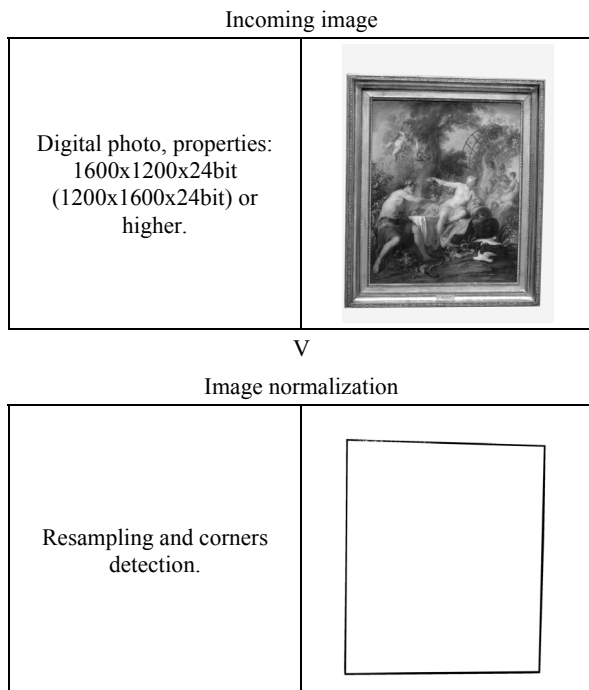 Incoming image
Digital photo, properties:
1600x1200x24bit
(1200x1600x24bit) or
higher.
V
Image normalization
Resampling and corners
detection.